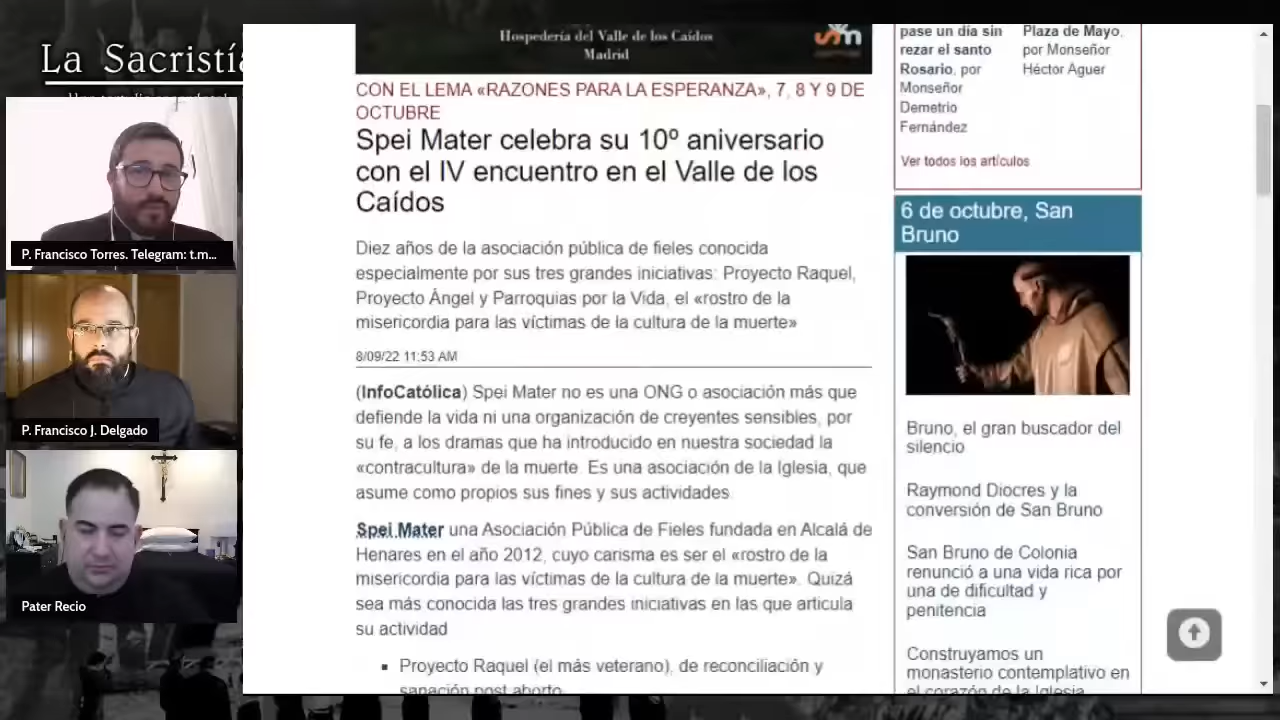 La Sacristía
P. Francisco Torres. Telegram: t.m...
P. Francisco J. Delgado
Pater Recio
Hospedería del Valle de los Caídos
Madrid
CON EL LEMA «RAZONES PARA LA ESPERANZA», 7, 8 Y 9 DE
OCTUBRE
Spei Mater celebra su 10º aniversario
con el IV encuentro en el Valle de los
Caídos
Diez años de la asociación pública de fieles conocida
especialmente por sus tres grandes iniciativas: Proyecto Raquel,
Proyecto Ángel y Parroquias por la Vida, el «rostro de la
misericordia para las víctimas de la cultura de la muerte»
8/09/22 11:53 AM
(InfoCatólica) Spei Mater no es una ONG o asociación más que
defiende la vida ni una organización de creyentes sensibles, por
su fe, a los dramas que ha introducido en nuestra sociedad la
«contracultura» de la muerte. Es una asociación de la Iglesia, que
asume como propios sus fines y sus actividades.
Spei Mater una Asociación Pública de Fieles fundada en Alcalá de
Henares en el año 2012, cuyo carisma es ser el «rostro de la
misericordia para las víctimas de la cultura de la muerte». Quizá
sea más conocida las tres grandes iniciativas en las que articula
su actividad
Proyecto Raquel (el más veterano), de reconciliación y
sanación post aborto
pase un día sin
rezar el santo
Rosario, por
Monseñor
Demetrio
Fernández
Plaza de Mayo,
por Monseñor
Héctor Aguer
Ver todos los artículos
6 de octubre, San
Bruno
Bruno, el gran buscador del
silencio
Raymond Diocres y la
conversión de San Bruno
San Bruno de Colonia
renunció a una vida rica por
una de dificultad y
penitencia
Construyamos un
monasterio contemplativo en
el corazón de la Iglesia